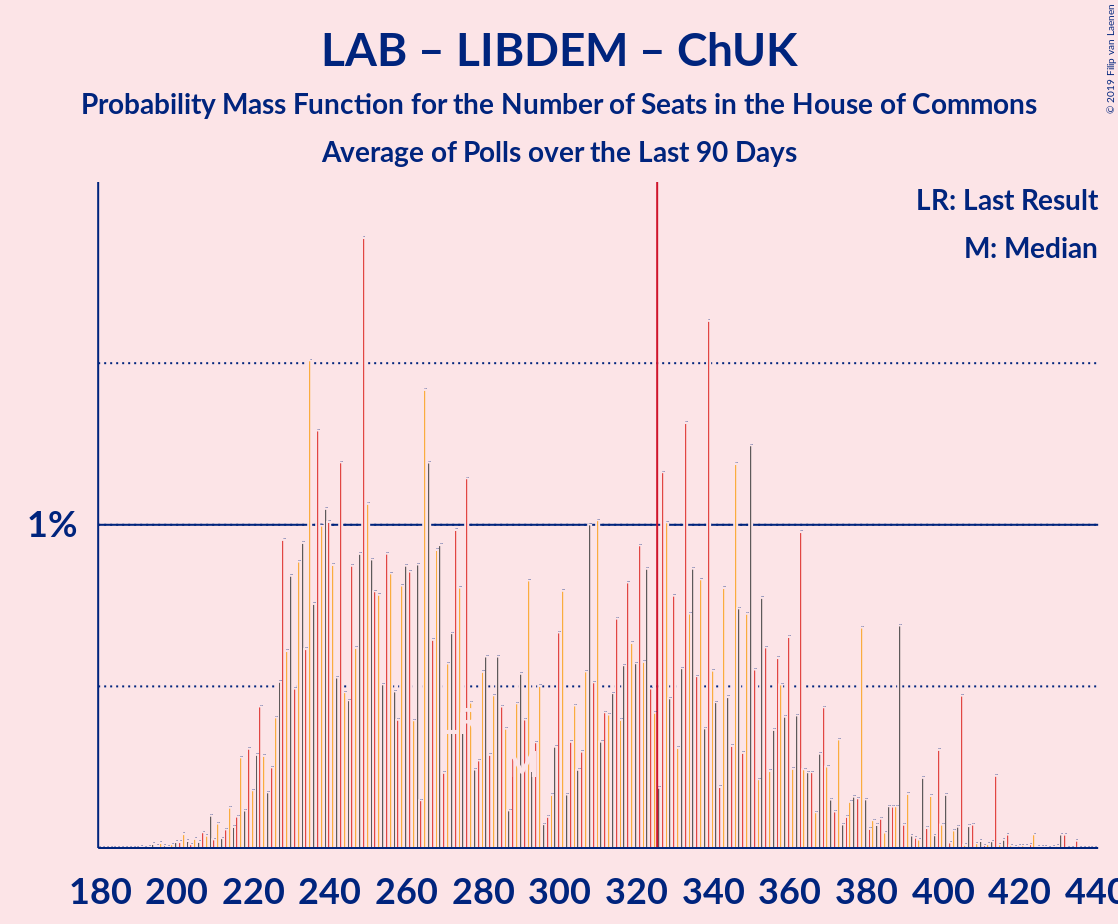 LAB – LIBDEM – ChUK
Probability Mass Function for the Number of Seats in the House of Commons
Average of Polls over the Last 90 Days
© 2019 Filip van Laenen
LR: Last Result
M: Median
1%
180 200 220 240 260 280 300 320 340 360 380 400 420 440